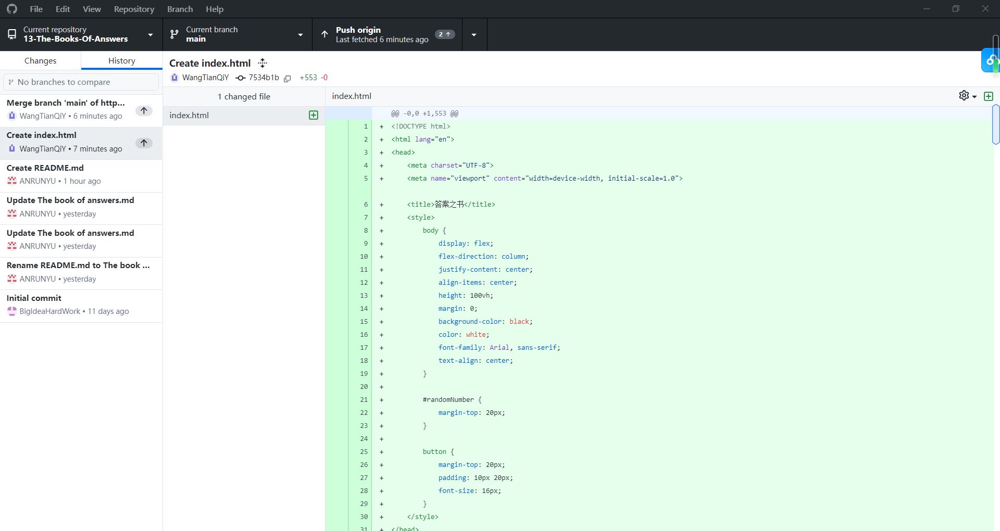 File Edit View Repository Branch Help
Current repository
13-The-Books-Of-Answers
Current branch
main
Push origin
Last fetched 6 minutes ago
2
Changes
History
No branches to compare
Merge branch 'main' of http...
WangTianQiY • 6 minutes ago
Create index.html
WangTianQiY • 7 minutes ago
Create README.md
ANRUNYU • 1 hour ago
Update The book of answers.md
ANRUNYU • yesterday
Update The book of answers.md
ANRUNYU • yesterday
Rename README.md to The book ...
ANRUNYU • yesterday
Initial commit
BigIdeaHardWork • 11 days ago
Create index.html
WangTianQiY 7534b1b +553 -0
1 changed file
index.html
index.html
@@ -0,0 +1,553 @@
1 + <!DOCTYPE html>
2 + <html lang="en">
3 + <head>
4 + <meta charset="UTF-8">
5 + <meta name="viewport" content="width=device-width, initial-scale=1.0">
6 + <title>答案之书</title>
7 + <style>
8 + body {
9 + display: flex;
10 + flex-direction: column;
11 + justify-content: center;
12 + align-items: center;
13 + height: 100vh;
14 + margin: 0;
15 + background-color: black;
16 + color: white;
17 + font-family: Arial, sans-serif;
18 + text-align: center;
19 + }
20 +
21 + #randomNumber {
22 + margin-top: 20px;
23 + }
24 +
25 + button {
26 + margin-top: 20px;
27 + padding: 10px 20px;
28 + font-size: 16px;
29 + }
30 + </style>
31 + </head>